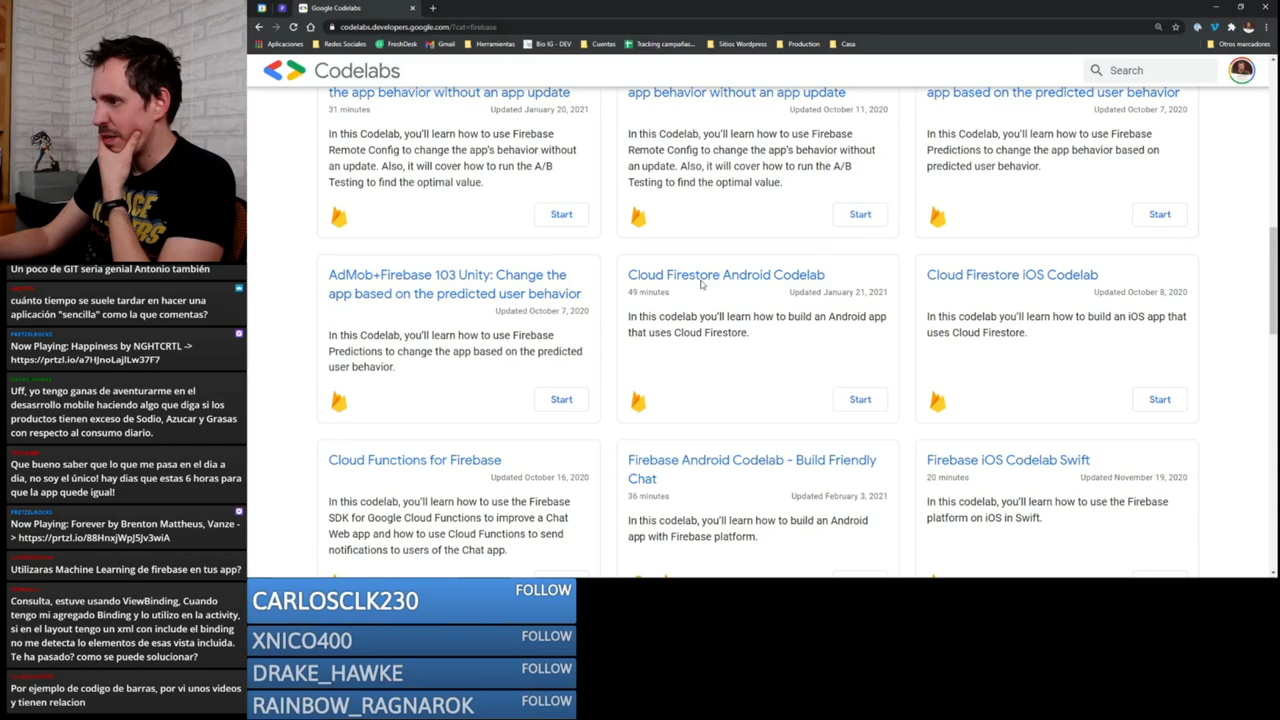 Google Codelabs
codelabs.developers.google.com/?cat=firebase
Aplicaciones
Redes Sociales
FreshDesk
Gmail
Herramientas
Bio IG - DEV
Cuentas
Tracking campañas...
Sitios Wordpress
Production
Casa
Otros marcadores
Codelabs
Search
the app behavior without an app update
31 minutes
Updated January 20, 2021
In this Codelab, you'll learn how to use Firebase
Remote Config to change the app's behavior without
an update. Also, it will cover how to run the A/B
Testing to find the optimal value.
Start
app behavior without an app update
Updated October 11, 2020
In this Codelab, you'll learn how to use Firebase
Remote Config to change the app's behavior without
an update. Also, it will cover how to run the A/B
Testing to find the optimal value.
Start
app based on the predicted user behavior
Updated October 7, 2020
In this Codelab, you'll learn how to use Firebase
Predictions to change the app behavior based on
predicted user behavior.
Start
AdMob+Firebase 103 Unity: Change the
app based on the predicted user behavior
Updated October 7, 2020
In this Codelab, you'll learn how to use Firebase
Predictions to change the app based on the predicted
user behavior.
Start
Cloud Firestore Android Codelab
49 minutes
Updated January 21, 2021
In this codelab you'll learn how to build an Android app
that uses Cloud Firestore.
Start
Cloud Firestore iOS Codelab
Updated October 8, 2020
In this codelab you'll learn how to build an iOS app that
uses Cloud Firestore.
Start
Cloud Functions for Firebase
Updated October 16, 2020
In this codelab, you'll learn how to use the Firebase
SDK for Google Cloud Functions to improve a Chat
Web app and how to use Cloud Functions to send
notifications to users of the Chat app.
Firebase Android Codelab - Build Friendly
Chat
36 minutes
Updated February 3, 2021
In this codelab, you'll learn how to build an Android
app with Firebase platform.
Firebase iOS Codelab Swift
20 minutes
Updated November 19, 2020
In this codelab, you'll learn how to use the Firebase
platform on iOS in Swift.
Un poco de GIT seria genial Antonio también
cuánto tiempo se suele tardar en hacer una
aplicación "sencilla" como la que comentas?
PRETZELROCKS
Now Playing: Happiness by NGHTCRTL ->
https://prtzl.io/a7HJnoLajlLw37F7
Uff, yo tengo ganas de aventurarme en el
desasrrollo mobile haciendo algo que diga si los
productos tienen exceso de Sodio, Azucar y Grasas
con respecto al consumo diario.
Que bueno saber que lo que me pasa en el dia a
dia, no soy el único! hay dias que estas 6 horas para
que la app quede igual!
PRETZELROCKS
Now Playing: Forever by Brenton Mattheus, Vanze -
> https://prtzl.io/88HnxjWpJ5Jv3wiA
Utilizaras Machine Learning de firebase en tus app?
Consulta, estuve usando ViewBinding, Cuando
tengo mi agregado Binding y lo utilizo en la activity,
si en el layout tengo un xml con include el binding
no me detecta lo elementos de esas vista incluida.
Te ha pasado? como se puede solucionar?
Por ejemplo de codigo de barras, por vi unos videos
y tienen relacion
CARLOSCLK230
FOLLOW
XNICO400
FOLLOW
DRAKE_HAWKE
FOLLOW
RAINBOW_RAGNAROK
FOLLOW